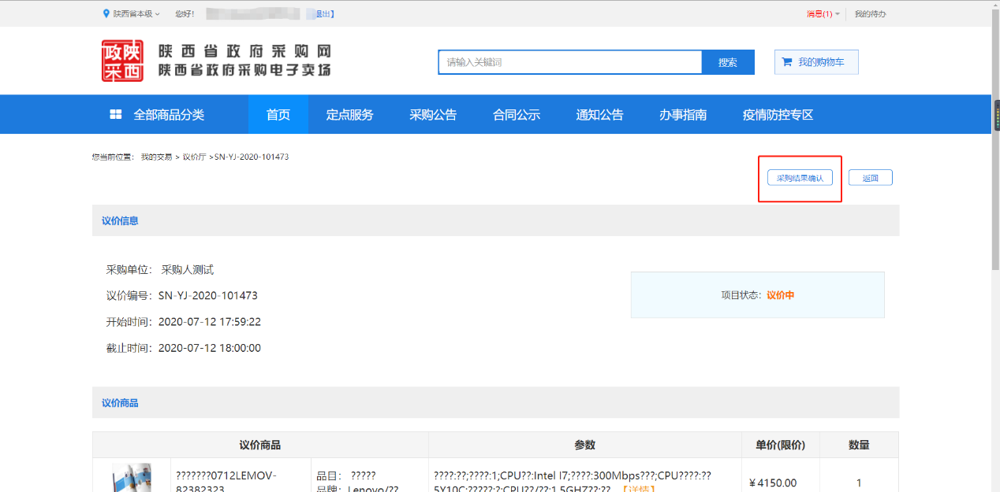 陕西省本级 您好! 退出】 消息(1) 我的待办
政陕
采西
陕西省政府采购网
陕西省政府采购电子卖场
请输入关键词 搜索 我的购物车
全部商品分类 首页 定点服务 采购公告 合同公示 通知公告 办事指南 疫情防控专区
您当前位置： 我的交易 > 议价厅 >SN-YJ-2020-101473
采购结果确认 返回
议价信息
采购单位： 采购人测试
议价编号：SN-YJ-2020-101473
项目状态：议价中
开始时间：2020-07-12 17:59:22
截止时间：2020-07-12 18:00:00
议价商品
议价商品 参数 单价(限价) 数量
???????0712LEMOV- 品目： ????? ????:??;????:1;CPU??:Intel I7;????:300Mbps???;CPU????:??
￥4150.00 1
82382323 品牌：Lenovo/?? 5Y10C;?????:?;CPU??/??:1.5GHZ??;??... 【详情】